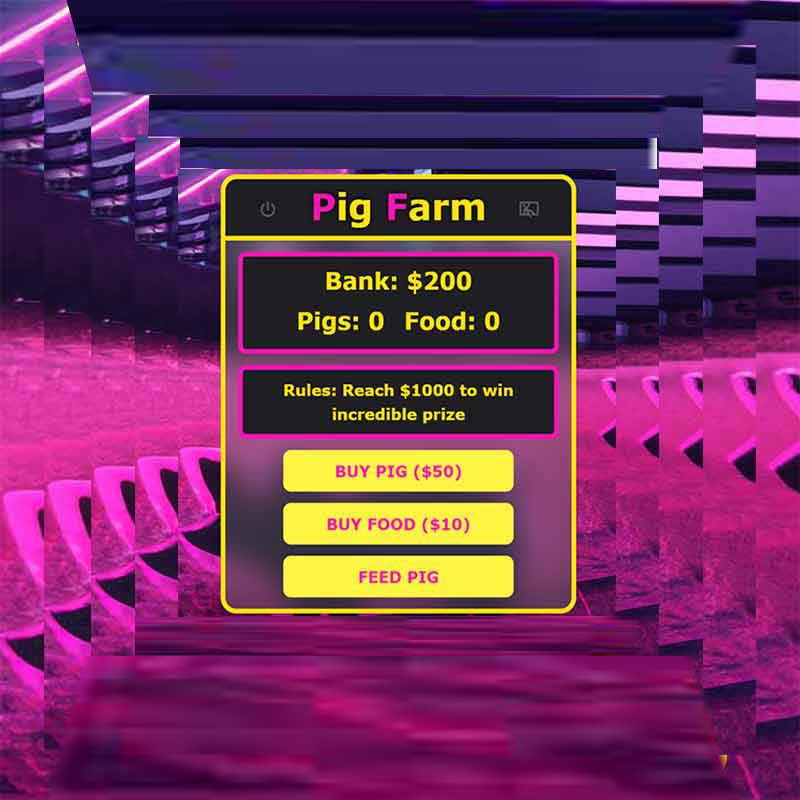 Pig Farm
Bank: $200
Pigs: 0 Food: 0
Rules: Reach $1000 to win
incredible prize
BUY PIG ($50)
BUY FOOD ($10)
FEED PIG